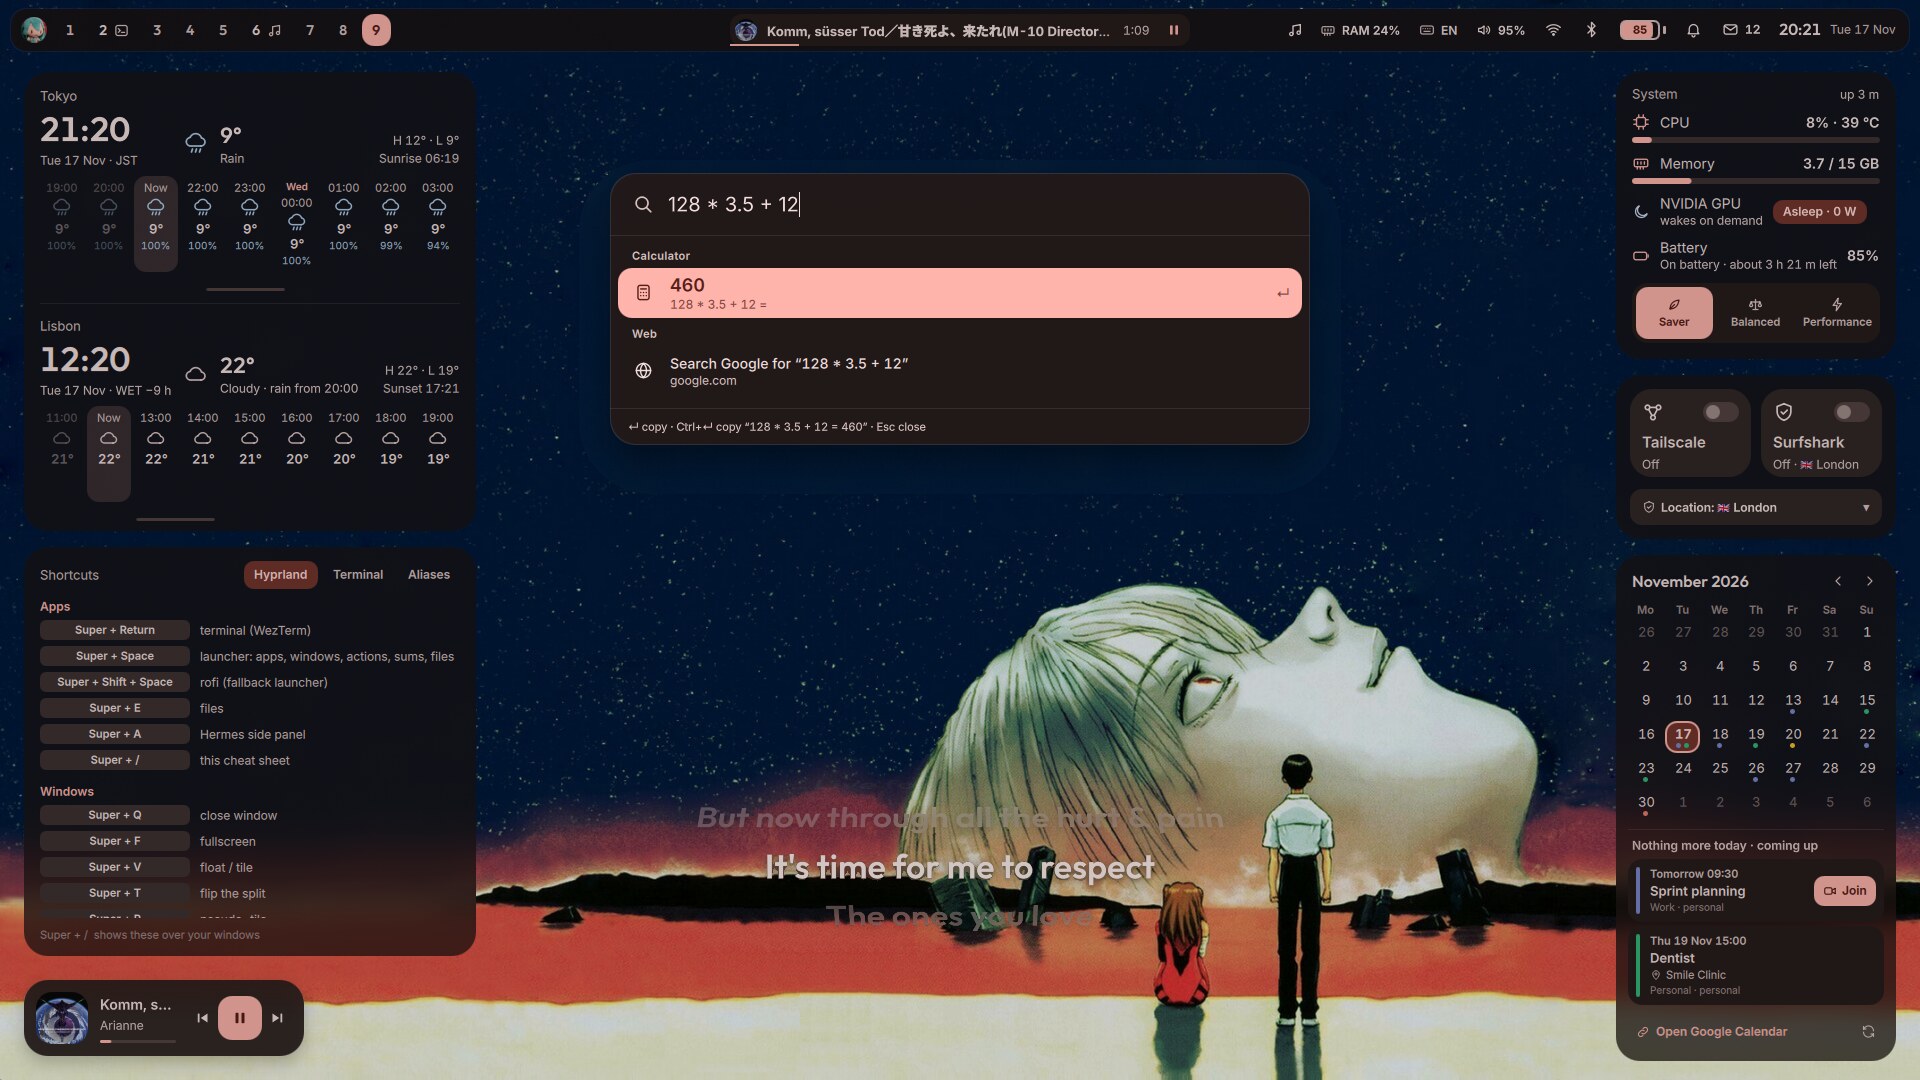 1 2 3 4 5 6 7 8 9
Komm, süsser Tod／甘き死よ、来たれ(M-10 Director... 1:09
RAM 24% EN 95% 85 12 20:21 Tue 17 Nov
Tokyo
21:20
Tue 17 Nov · JST
9°
Rain
H 12° · L 9°
Sunrise 06:19
19:00 20:00 Now 22:00 23:00 Wed 00:00 01:00 02:00 03:00
9° 9° 9° 9° 9° 9° 9° 9° 9°
100% 100% 100% 100% 100% 100% 100% 99% 94%
Lisbon
12:20
Tue 17 Nov · WET −9 h
22°
Cloudy · rain from 20:00
H 22° · L 19°
Sunset 17:21
11:00 Now 13:00 14:00 15:00 16:00 17:00 18:00 19:00
21° 22° 22° 21° 21° 20° 20° 19° 19°
Shortcuts Hyprland Terminal Aliases
Apps
Super + Return terminal (WezTerm)
Super + Space launcher: apps, windows, actions, sums, files
Super + Shift + Space rofi (fallback launcher)
Super + E files
Super + A Hermes side panel
Super + / this cheat sheet
Windows
Super + Q close window
Super + F fullscreen
Super + V float / tile
Super + T flip the split
Super + / shows these over your windows
Komm, s...
Arianne
128 * 3.5 + 12
Calculator
460
128 * 3.5 + 12 =
Web
Search Google for “128 * 3.5 + 12”
google.com
↵ copy · Ctrl+↵ copy “128 * 3.5 + 12 = 460” · Esc close
But now through all the hurt & pain
It's time for me to respect
The ones you love
System up 3 m
CPU 8% · 39 °C
Memory 3.7 / 15 GB
NVIDIA GPU
wakes on demand
Asleep · 0 W
Battery
On battery · about 3 h 21 m left
85%
Saver Balanced Performance
Tailscale
Off
Surfshark
Off · 🇬🇧 London
Location: 🇬🇧 London
November 2026
Mo Tu We Th Fr Sa Su
26 27 28 29 30 31 1
2 3 4 5 6 7 8
9 10 11 12 13 14 15
16 17 18 19 20 21 22
23 24 25 26 27 28 29
30 1 2 3 4 5 6
Nothing more today · coming up
Tomorrow 09:30
Sprint planning
Work · personal
Join
Thu 19 Nov 15:00
Dentist
Smile Clinic
Personal · personal
Open Google Calendar